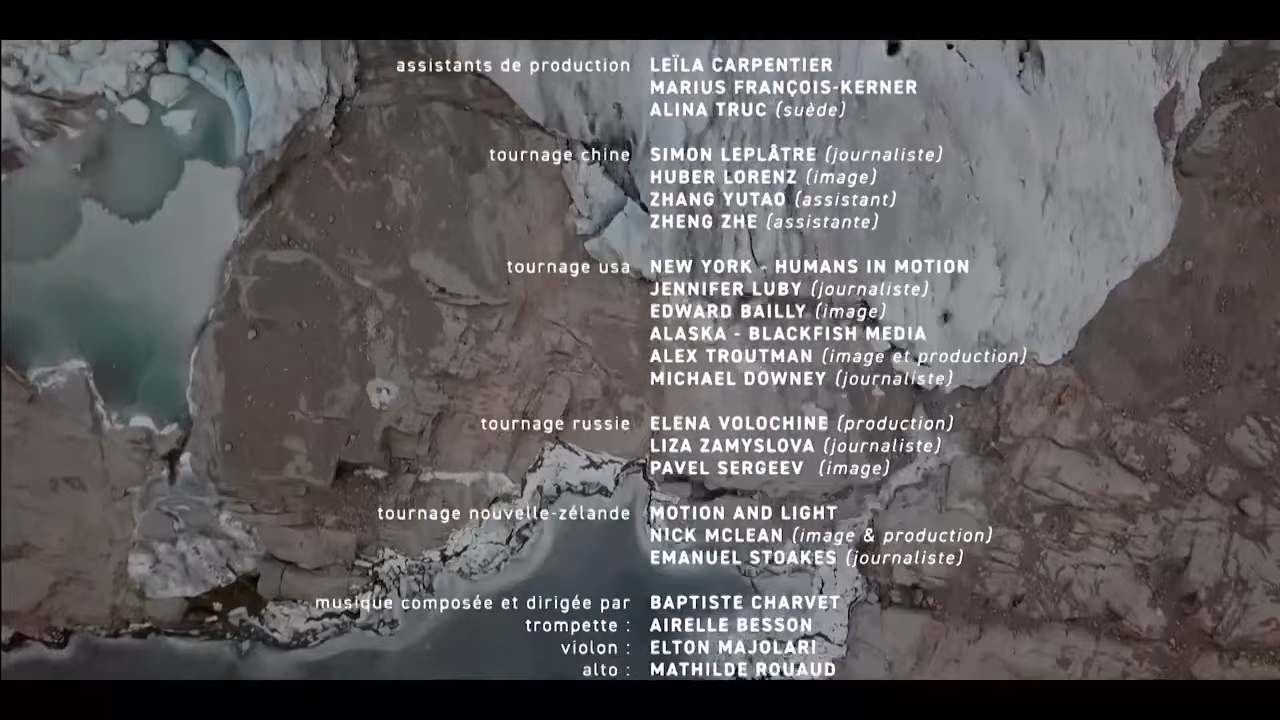 assistants de production LEÏLA CARPENTIER
MARIUS FRANÇOIS-KERNER
ALINA TRUC (suède)
tournage chine SIMON LEPLÂTRE (journaliste)
HUBER LORENZ (image)
ZHANG YUTAO (assistant)
ZHENG ZHE (assistante)
tournage usa NEW YORK - HUMANS IN MOTION
JENNIFER LUBY (journaliste)
EDWARD BAILLY (image)
ALASKA - BLACKFISH MEDIA
ALEX TROUTMAN (image et production)
MICHAEL DOWNEY (journaliste)
tournage russie ELENA VOLOCHINE (production)
LIZA ZAMYSLOVA (journaliste)
PAVEL SERGEEV (image)
tournage nouvelle-zélande MOTION AND LIGHT
NICK MCLEAN (image & production)
EMANUEL STOAKES (journaliste)
musique composée et dirigée par BAPTISTE CHARVET
trompette : AIRELLE BESSON
violon : ELTON MAJOLARI
alto : MATHILDE ROUAUD